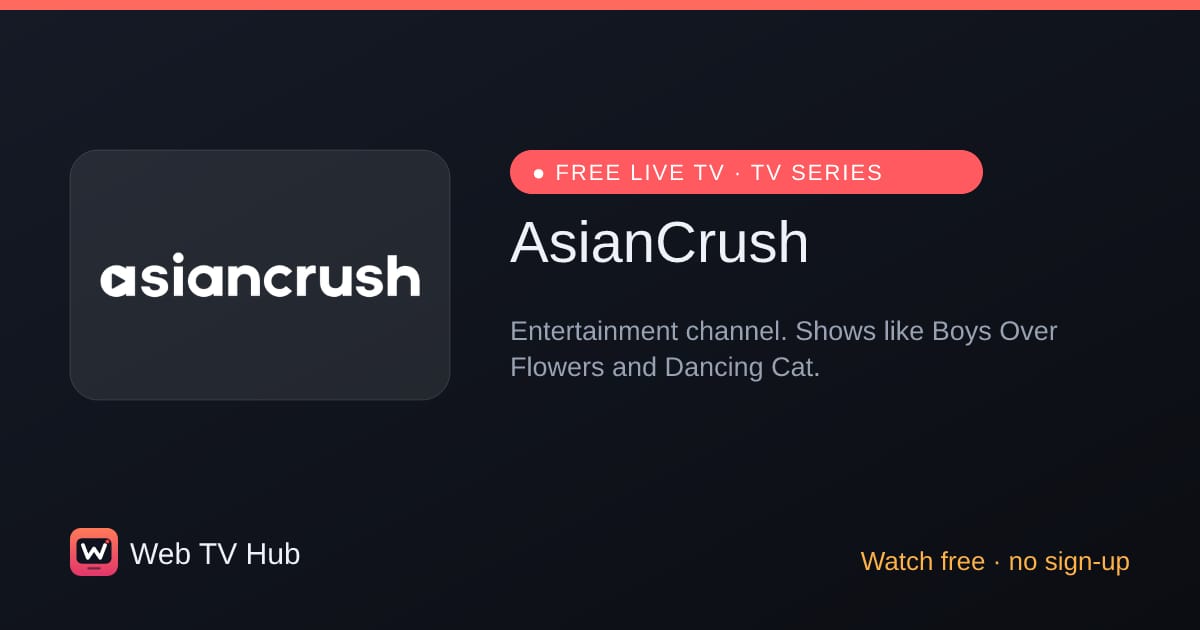 asiancrush
● FREE LIVE TV · TV SERIES
AsianCrush
Entertainment channel. Shows like Boys Over
Flowers and Dancing Cat.
W
Web TV Hub
Watch free · no sign-up